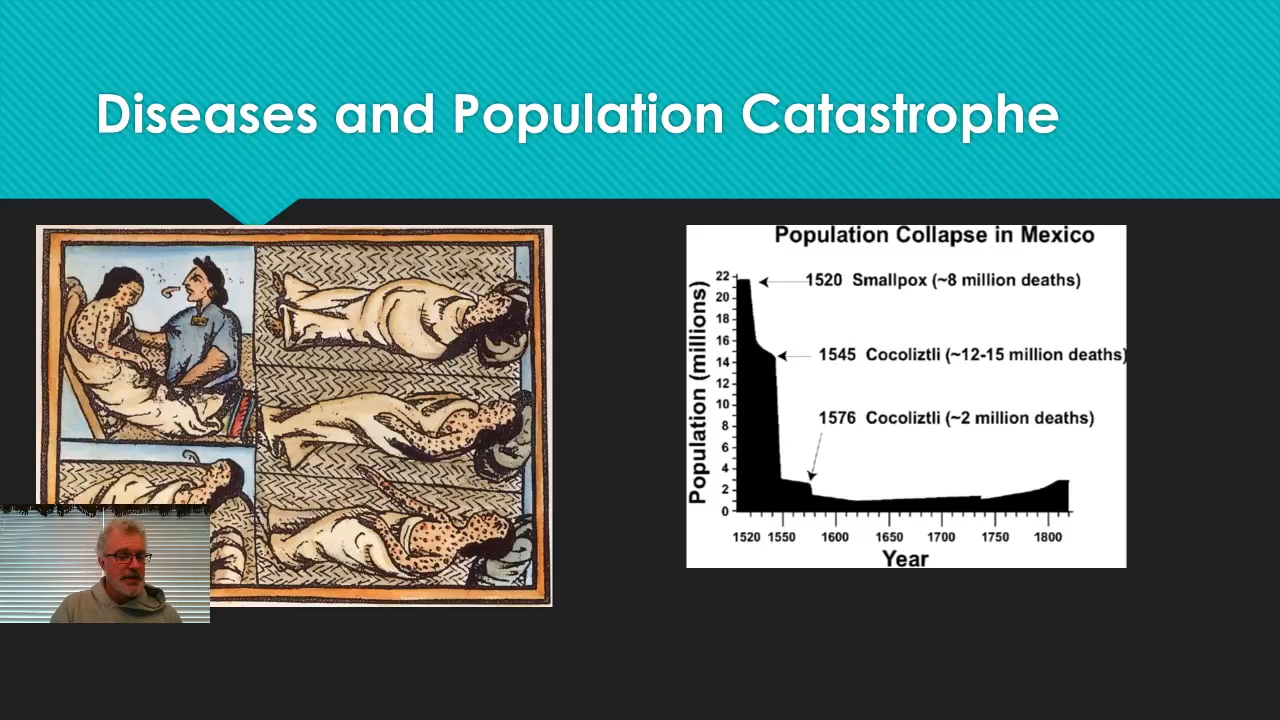 Diseases and Population Catastrophe
Population Collapse in Mexico
1520 Smallpox (~8 million deaths)
1545 Cocoliztli (~12-15 million deaths)
1576 Cocoliztli (~2 million deaths)
Population (millions)
22
20
18
16
14
12
10
8
6
4
2
0
1520 1550 1600 1650 1700 1750 1800
Year